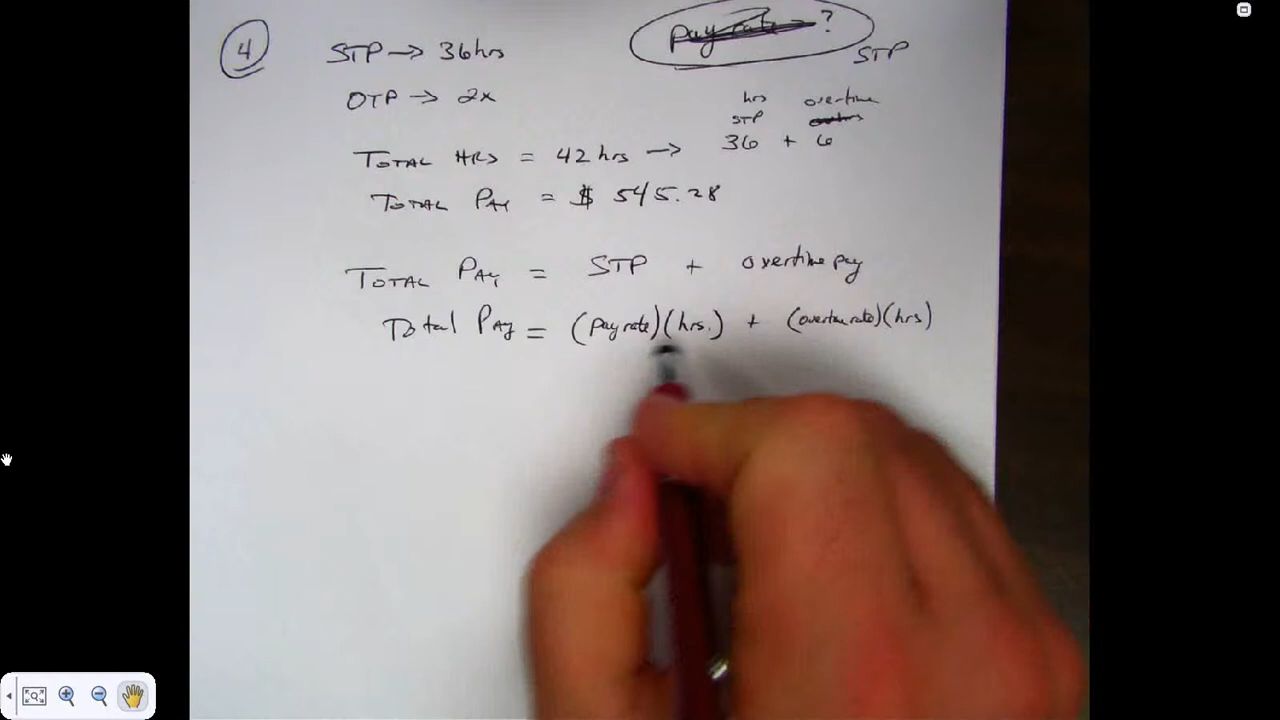 4
pay rate ?
STP → 36hrs
STP
OTP → 2x
hrs overtime
STP
TOTAL HRS = 42 hrs → 36 + 6
TOTAL PAY = $ 545.28
TOTAL PAY = STP + overtime pay
Total PAY = (pay rate)(hrs.) + (overtime rate)(hrs)